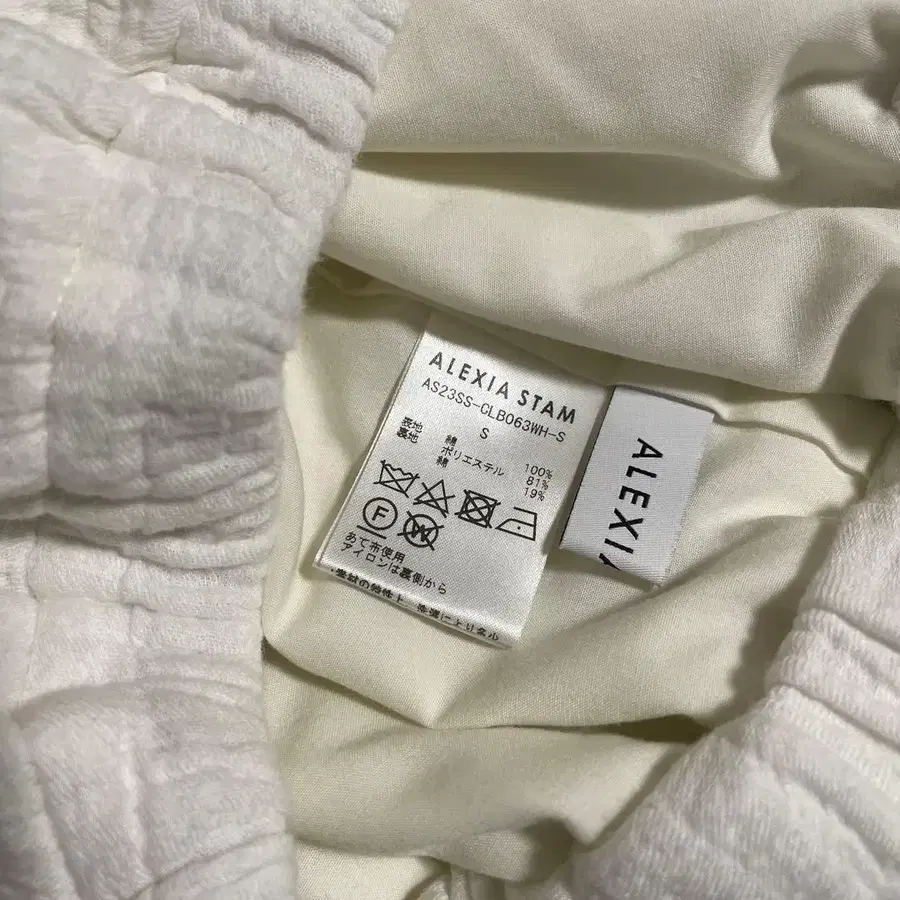 ALEXIA STAM
AS23SS-CLB063WH-S
S
表地 綿 100%
裏地 ポリエステル 81%
綿 19%
F
W
あて布使用
アイロンは裏側から
ALEXIA